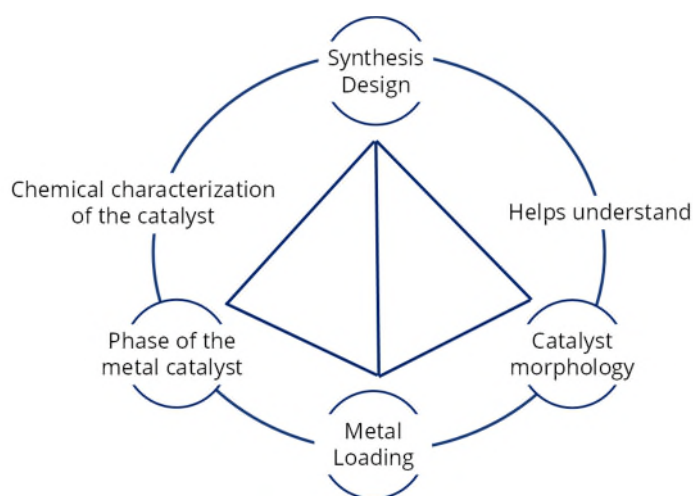 Synthesis
Design
Chemical characterization
of the catalyst
Helps understand
Phase of the
metal catalyst
Catalyst
morphology
Metal
Loading